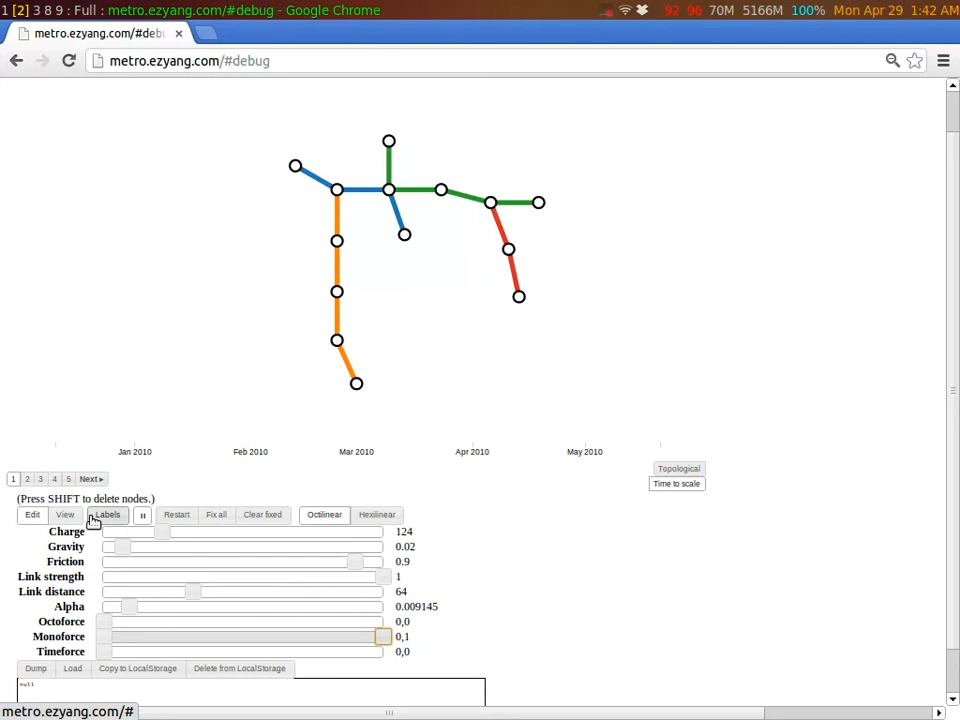 1 [2] 3 8 9 : Full : metro.ezyang.com/#debug - Google Chrome 92 96 70M 5166M 100% Mon Apr 29 1:42 AM
metro.ezyang.com/#debu
metro.ezyang.com/#debug
Jan 2010 Feb 2010 Mar 2010 Apr 2010 May 2010
Topological
Time to scale
1 2 3 4 5 Next ▸
(Press SHIFT to delete nodes.)
Edit View Labels Restart Fix all Clear fixed Octilinear Hexilinear
Charge 124
Gravity 0.02
Friction 0.9
Link strength 1
Link distance 64
Alpha 0.009145
Octoforce 0,0
Monoforce 0,1
Timeforce 0,0
Dump Load Copy to LocalStorage Delete from LocalStorage
null
metro.ezyang.com/#